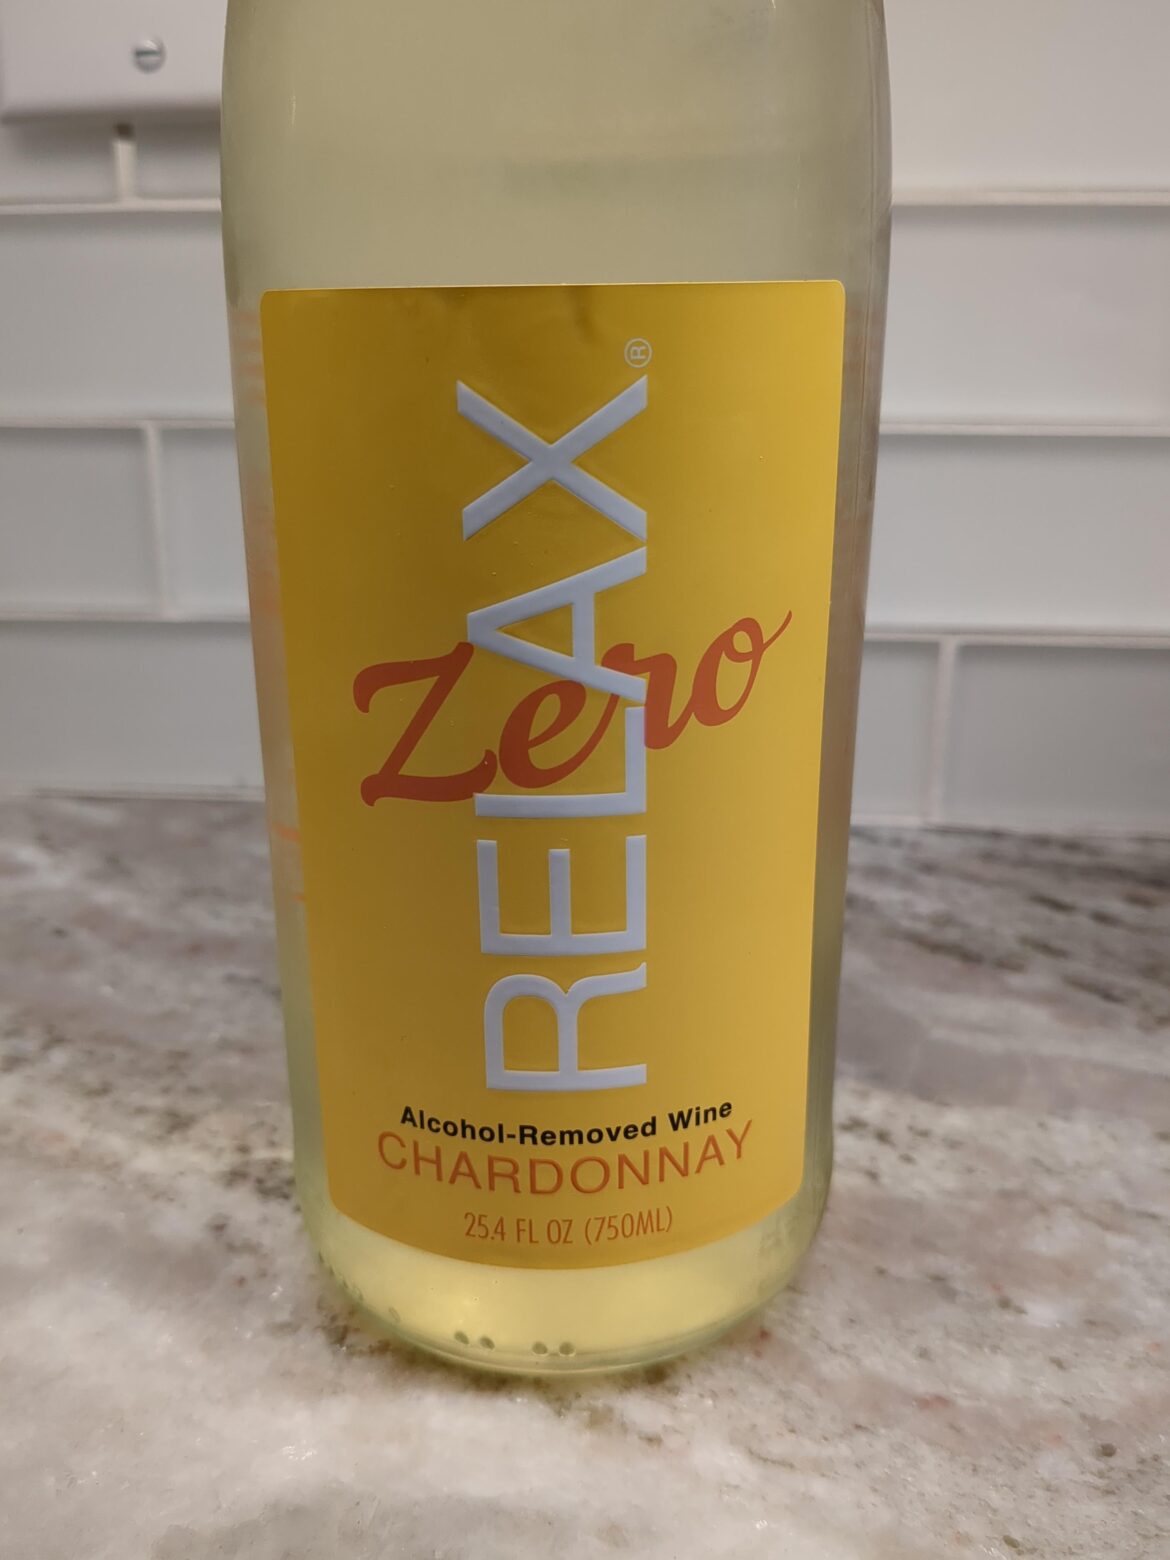 RELAX®
Zero
Alcohol-Removed Wine
CHARDONNAY
25.4 FL OZ (750ML)